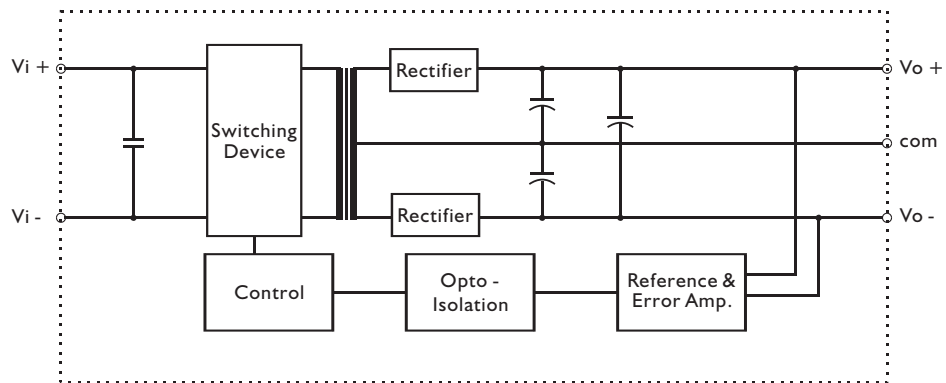 Vi +
Rectifier
Vo +
Switching
Device
com
Vi -
Rectifier
Vo -
Control
Opto -
Isolation
Reference &
Error Amp.